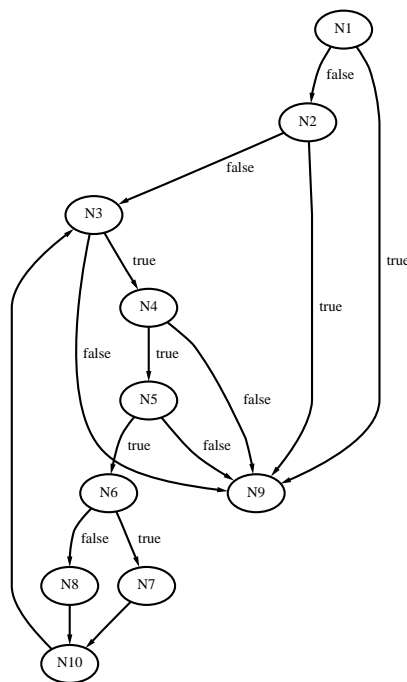 N1
false
N2
false
N3
true
true
true
N4
false
true
N5
false
true
false
N6
N9
false
true
N8
N7
N10